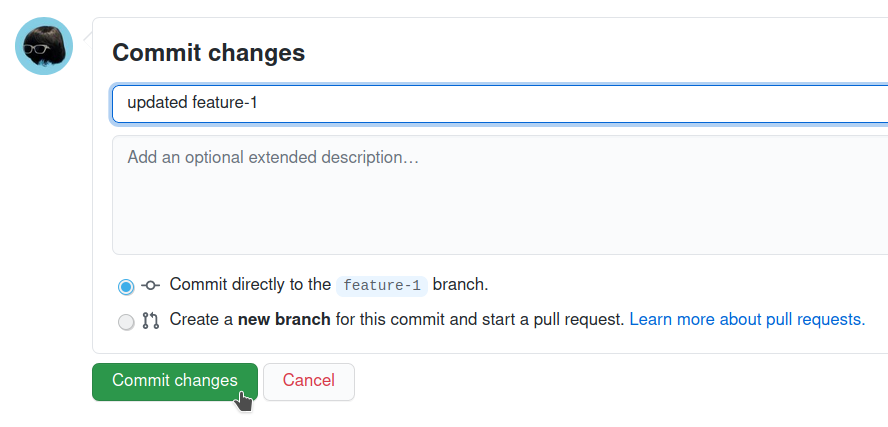 Commit changes
updated feature-1
Add an optional extended description…
Commit directly to the feature-1 branch.
Create a new branch for this commit and start a pull request. Learn more about pull requests.
Commit changes
Cancel